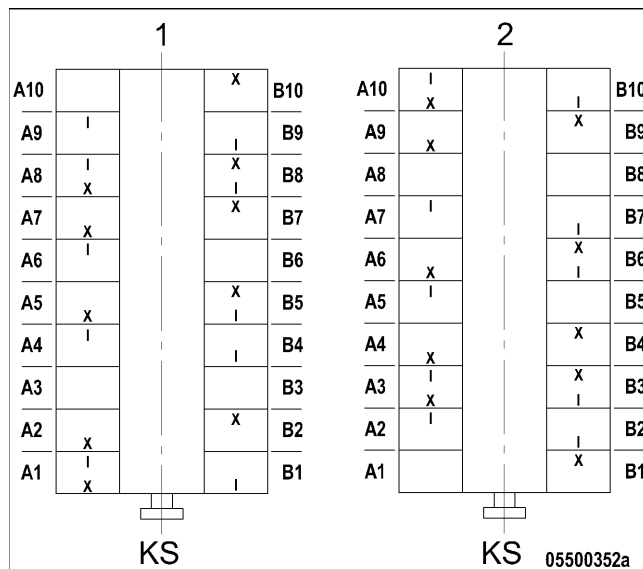 1 2
X I
A10 B10 A10 B10
X I
I X
A9 B9 A9 B9
I X
I X
A8 B8 A8 B8
X I
X I
A7 B7 A7 B7
X I
I X
A6 B6 A6 B6
X I
X I
A5 B5 A5 B5
X I
I X
A4 B4 A4 B4
I X
I X
A3 B3 A3 B3
X I
X I
A2 B2 A2 B2
X I
I X
A1 B1 A1 B1
X I
KS KS
05500352a